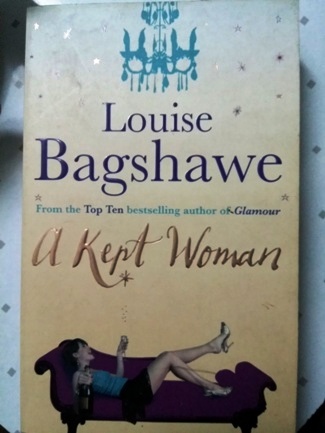 Louise
Bagshawe
From the Top Ten bestselling author of Glamour
A Kept Woman